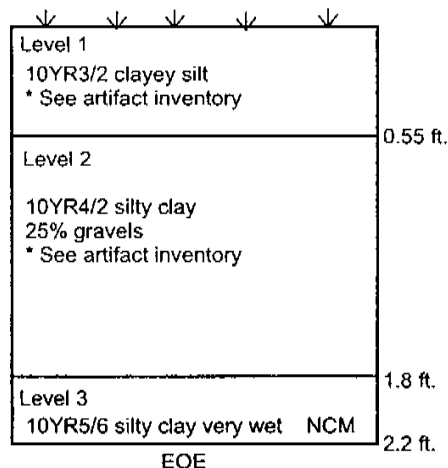 Level 1
10YR3/2 clayey silt
* See artifact inventory
0.55 ft.
Level 2
10YR4/2 silty clay
25% gravels
* See artifact inventory
1.8 ft.
Level 3
10YR5/6 silty clay very wet NCM
2.2 ft.
EOE